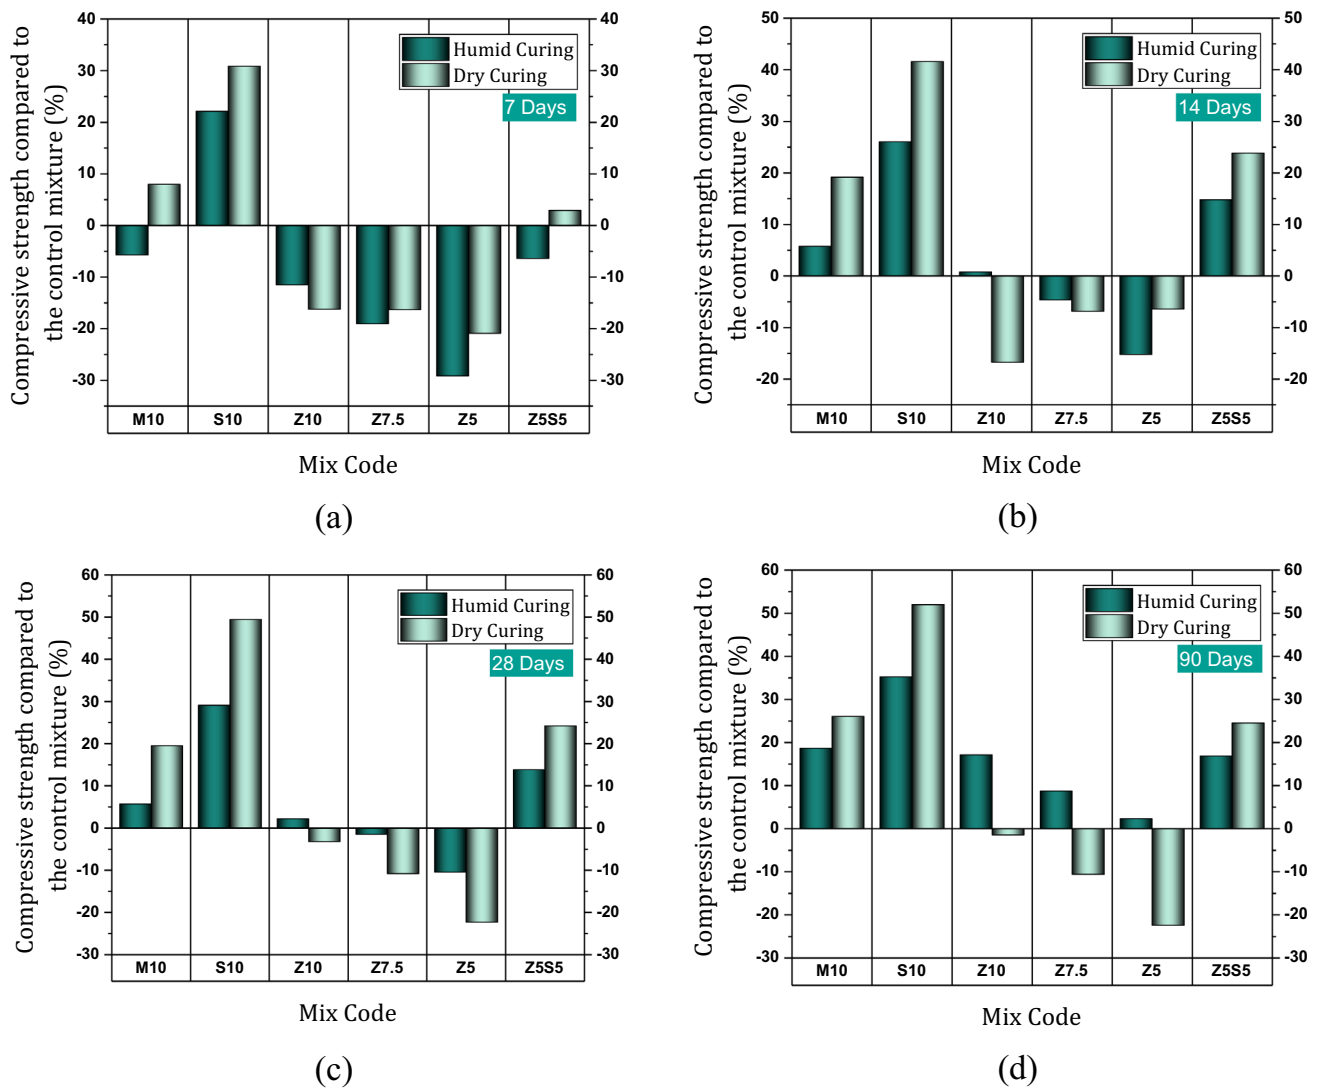 Compressive strength compared to
the control mixture (%)
40
30
20
10
0
-10
-20
-30
40
30
20
10
0
-10
-20
-30
Humid Curing
Dry Curing
7 Days
M10 S10 Z10 Z7.5 Z5 Z5S5
Mix Code
(a)
Compressive strength compared to
the control mixture (%)
50
40
30
20
10
0
-10
-20
50
40
30
20
10
0
-10
-20
Humid Curing
Dry Curing
14 Days
M10 S10 Z10 Z7.5 Z5 Z5S5
Mix Code
(b)
Compressive strength compared to
the control mixture (%)
60
50
40
30
20
10
0
-10
-20
-30
60
50
40
30
20
10
0
-10
-20
-30
Humid Curing
Dry Curing
28 Days
M10 S10 Z10 Z7.5 Z5 Z5S5
Mix Code
(c)
Compressive strength compared to
the control mixture (%)
60
50
40
30
20
10
0
-10
-20
-30
60
50
40
30
20
10
0
-10
-20
-30
Humid Curing
Dry Curing
90 Days
M10 S10 Z10 Z7.5 Z5 Z5S5
Mix Code
(d)